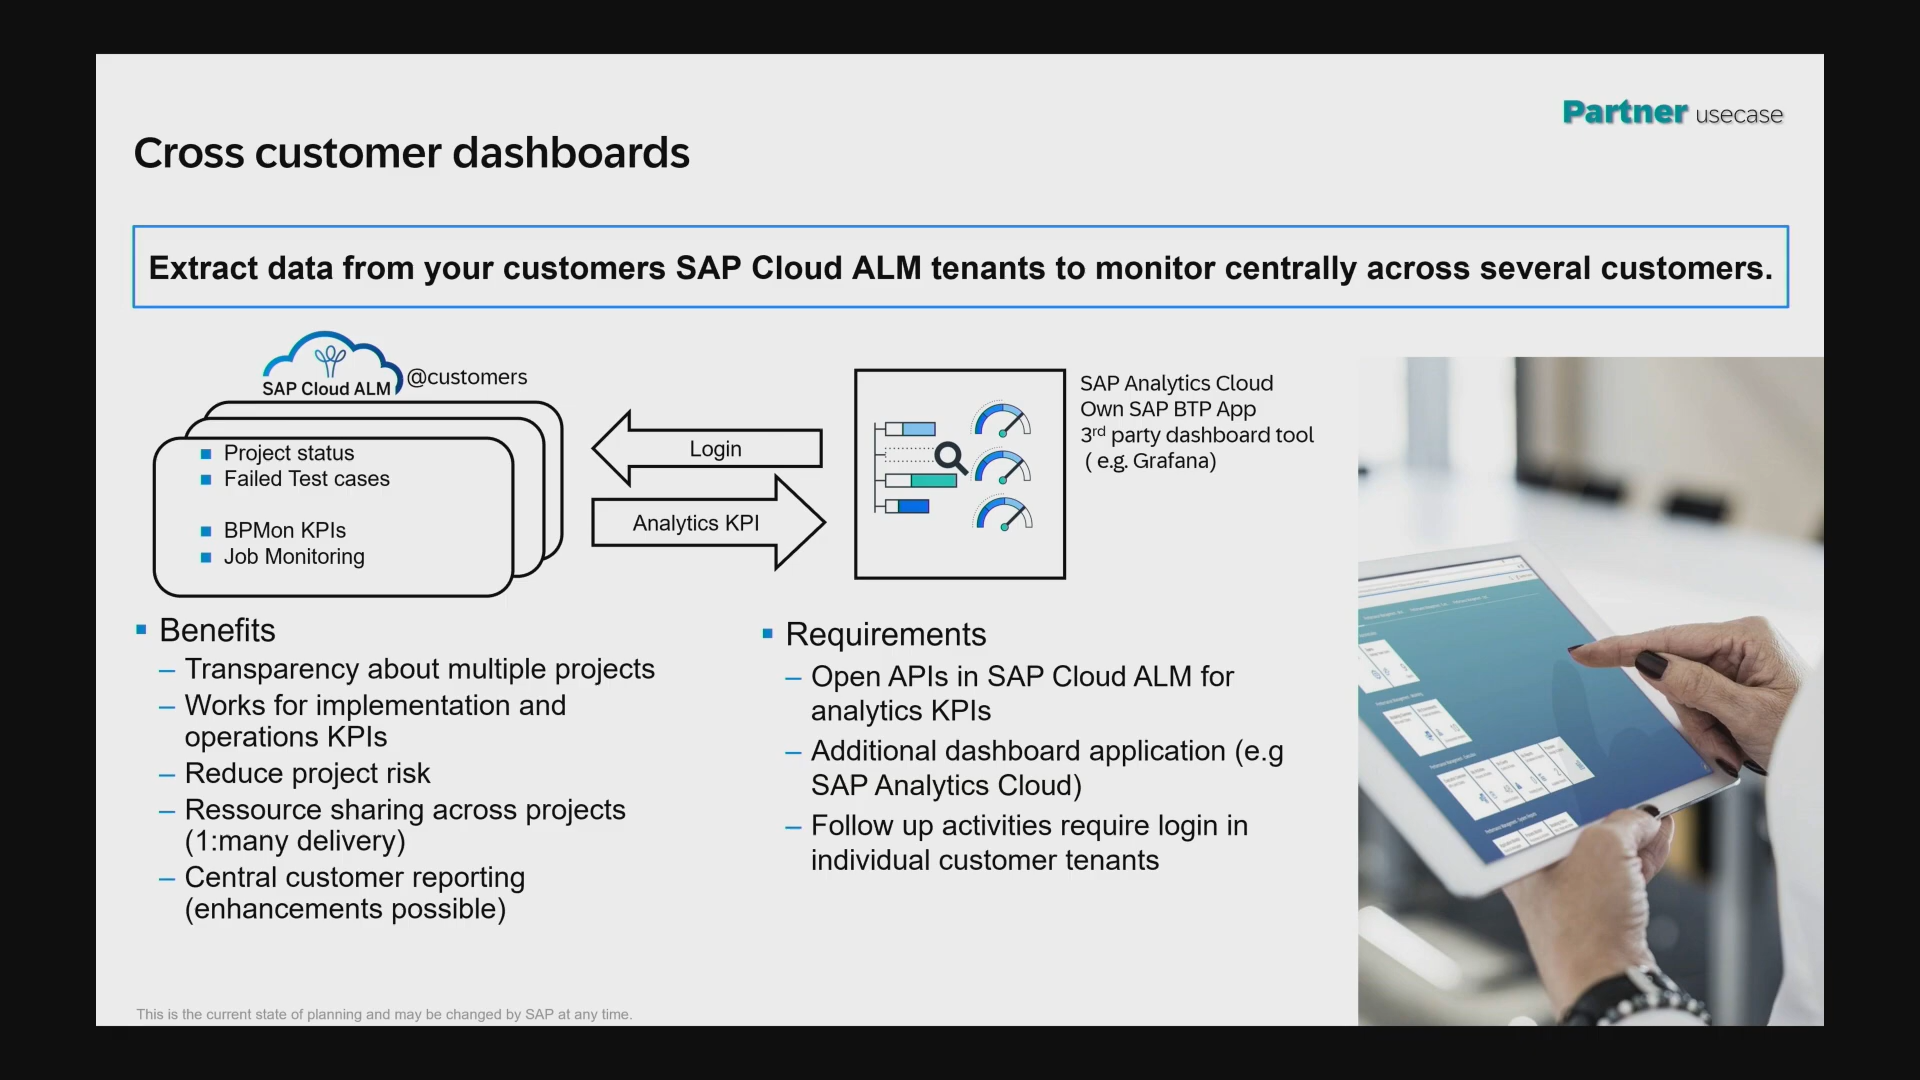 Partner usecase
Cross customer dashboards
Extract data from your customers SAP Cloud ALM tenants to monitor centrally across several customers.
SAP Cloud ALM
@customers
Project status
Failed Test cases
BPMon KPIs
Job Monitoring
Login
Analytics KPI
SAP Analytics Cloud
Own SAP BTP App
3rd party dashboard tool
( e.g. Grafana)
Benefits
– Transparency about multiple projects
– Works for implementation and
operations KPIs
– Reduce project risk
– Ressource sharing across projects
(1:many delivery)
– Central customer reporting
(enhancements possible)
Requirements
– Open APIs in SAP Cloud ALM for
analytics KPIs
– Additional dashboard application (e.g
SAP Analytics Cloud)
– Follow up activities require login in
individual customer tenants
This is the current state of planning and may be changed by SAP at any time.